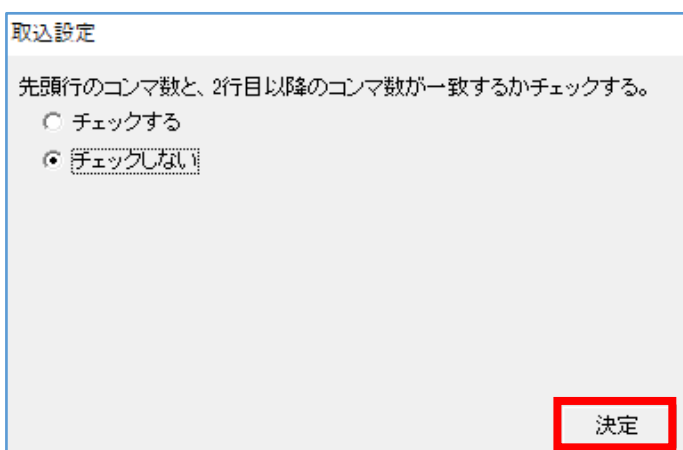 取込設定
先頭行のコンマ数と、2行目以降のコンマ数が一致するかチェックする。
チェックする
チェックしない
決定